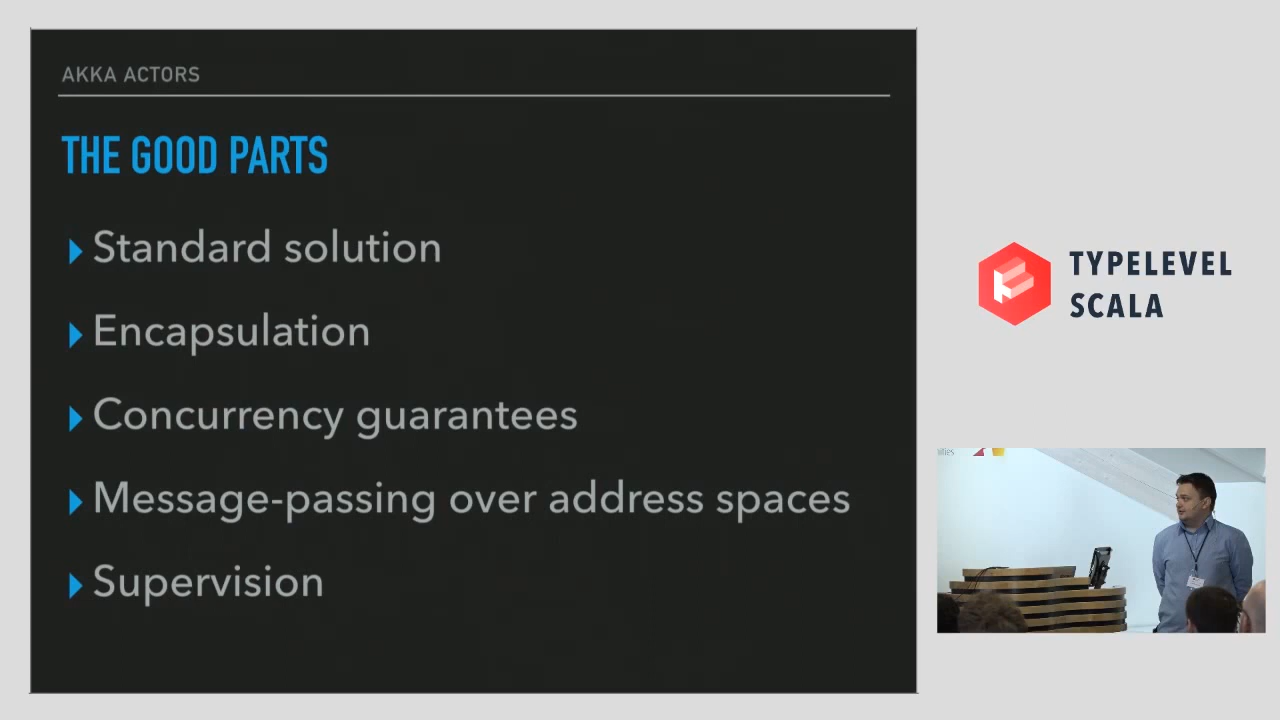 AKKA ACTORS
THE GOOD PARTS
Standard solution
Encapsulation
Concurrency guarantees
Message-passing over address spaces
Supervision
TYPELEVEL
SCALA